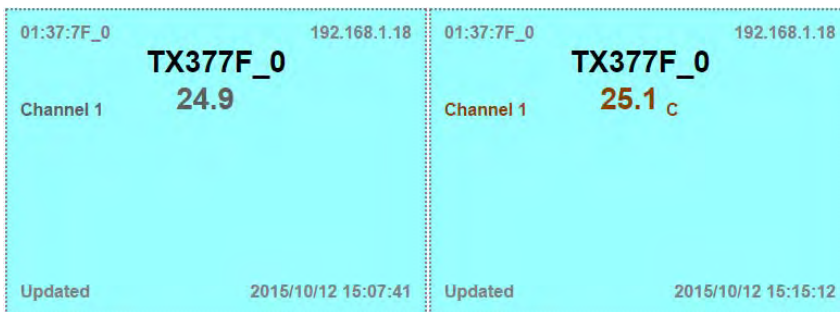 01:37:7F_0 192.168.1.18
TX377F_0
Channel 1 24.9
Updated 2015/10/12 15:07:41
01:37:7F_0 192.168.1.18
TX377F_0
Channel 1 25.1 C
Updated 2015/10/12 15:15:12